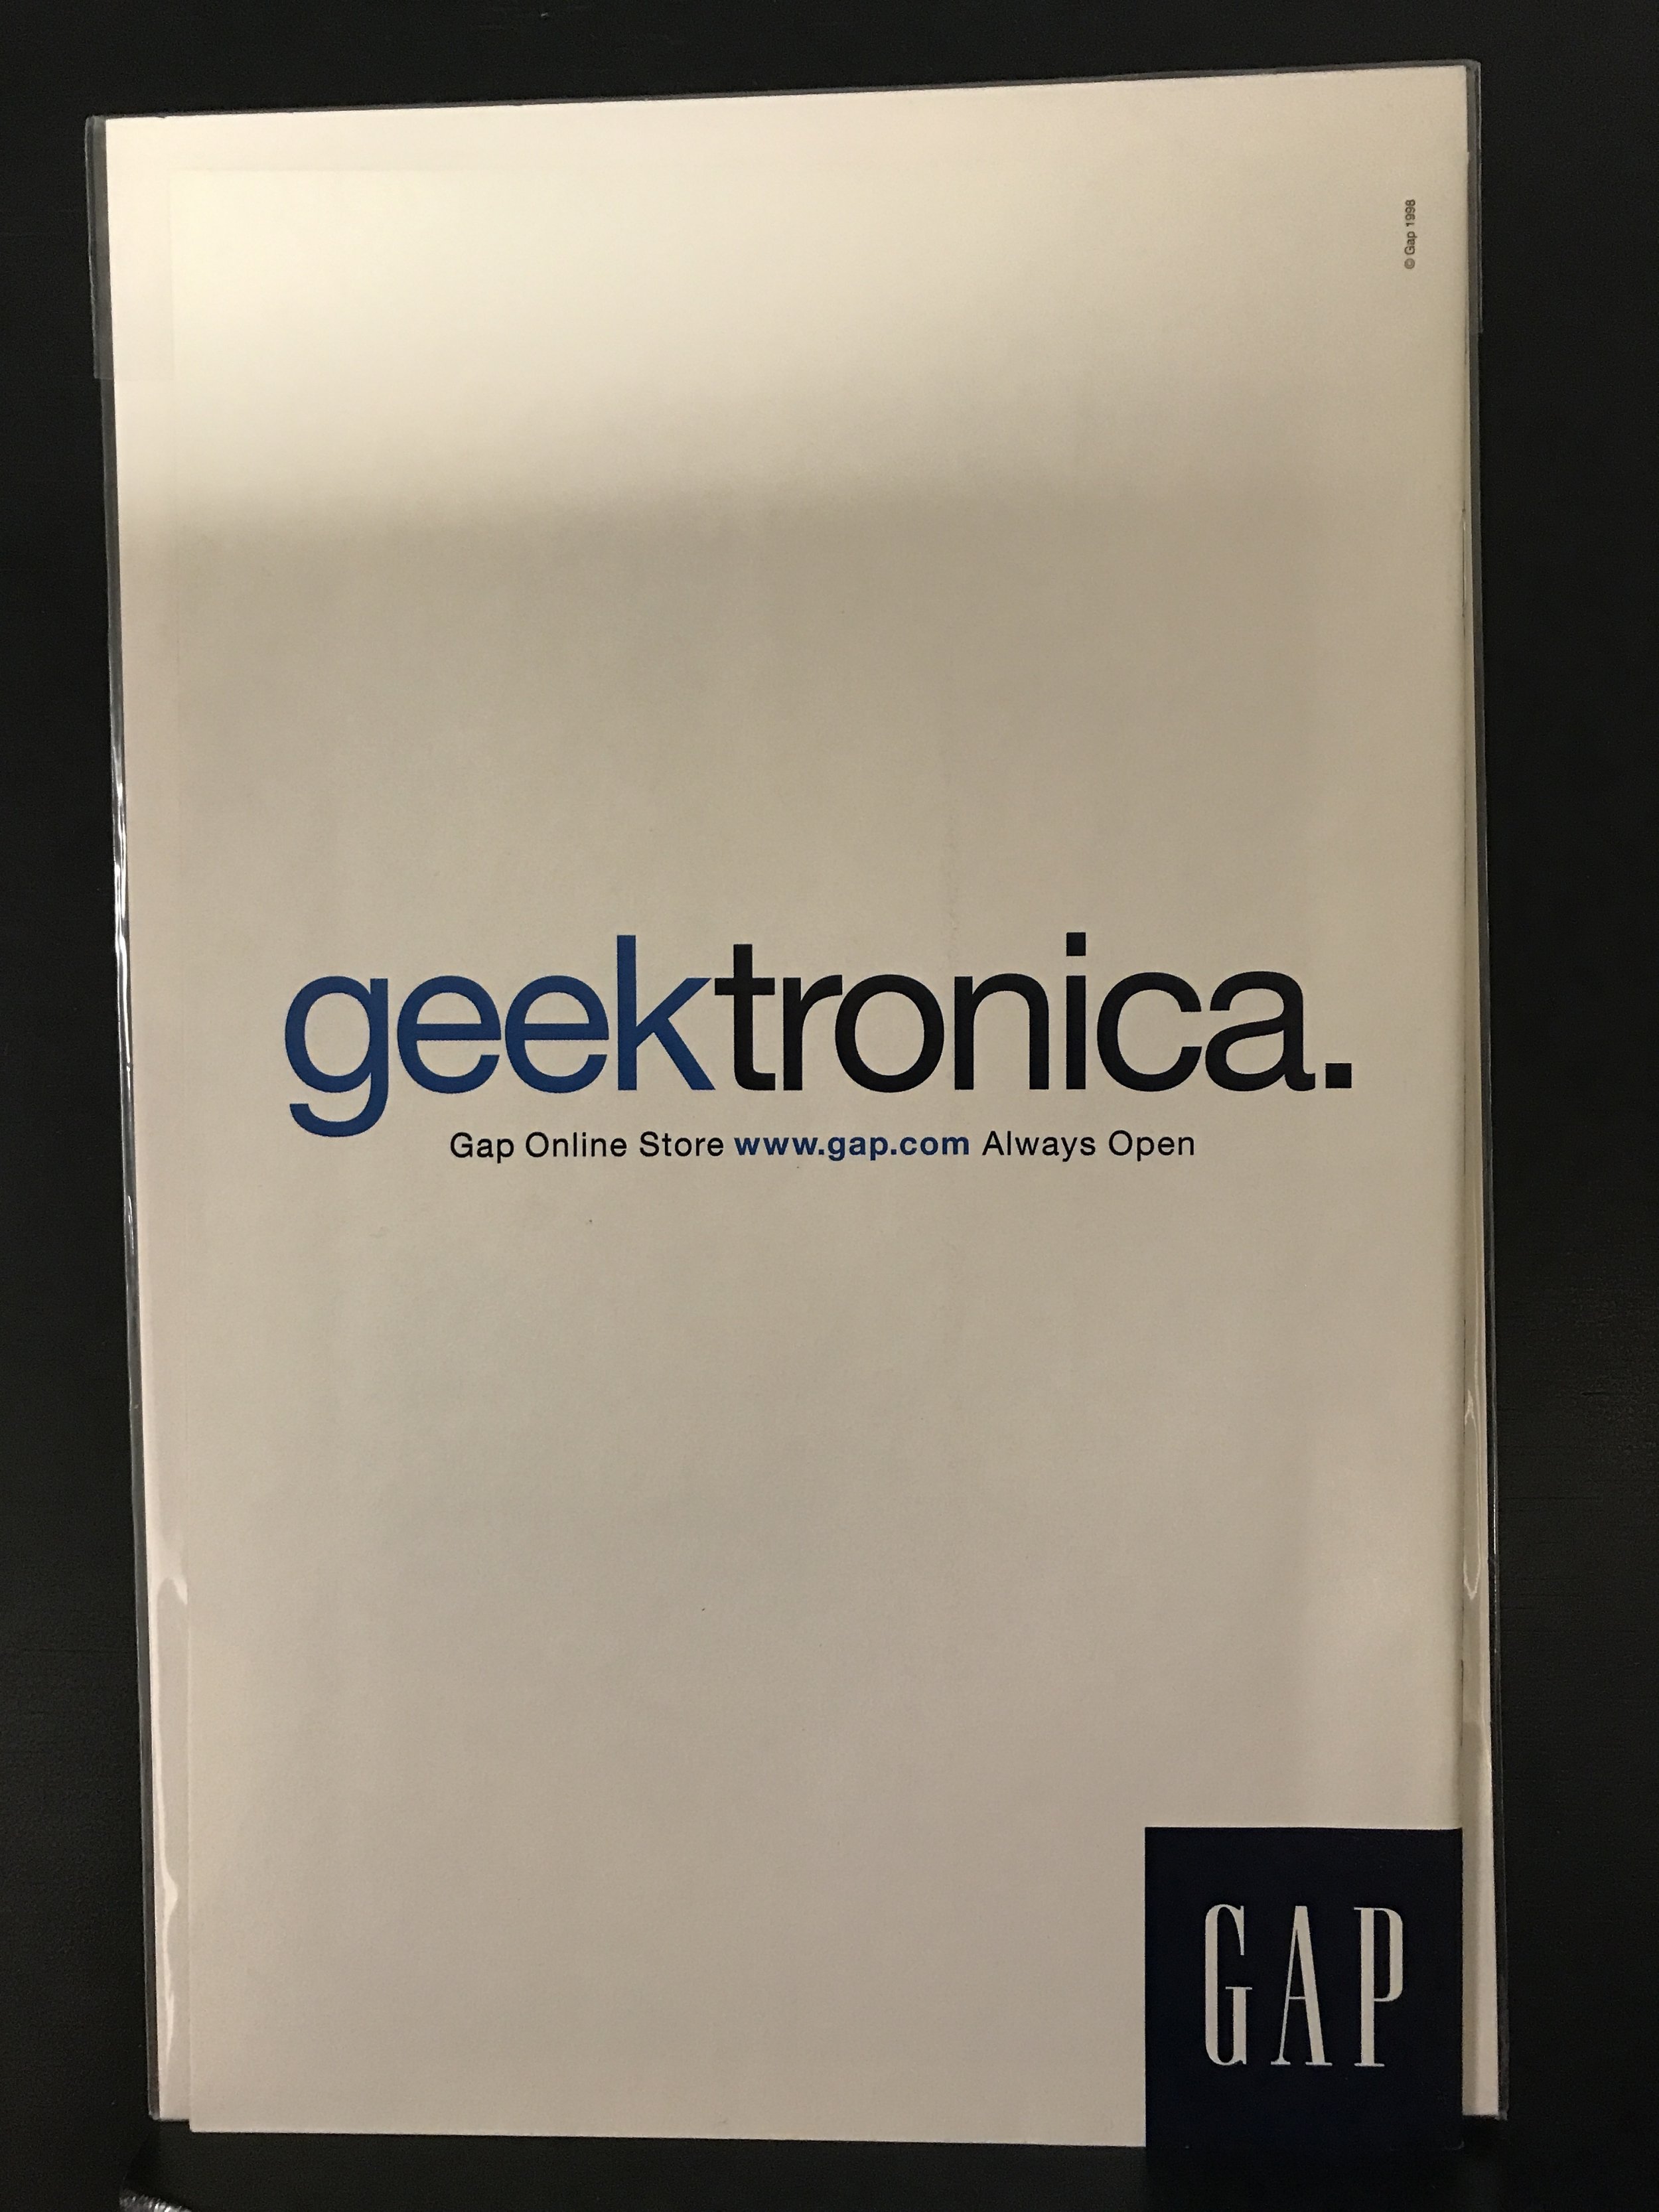 © Gap 1998
geektronica.
Gap Online Store www.gap.com Always Open
GAP